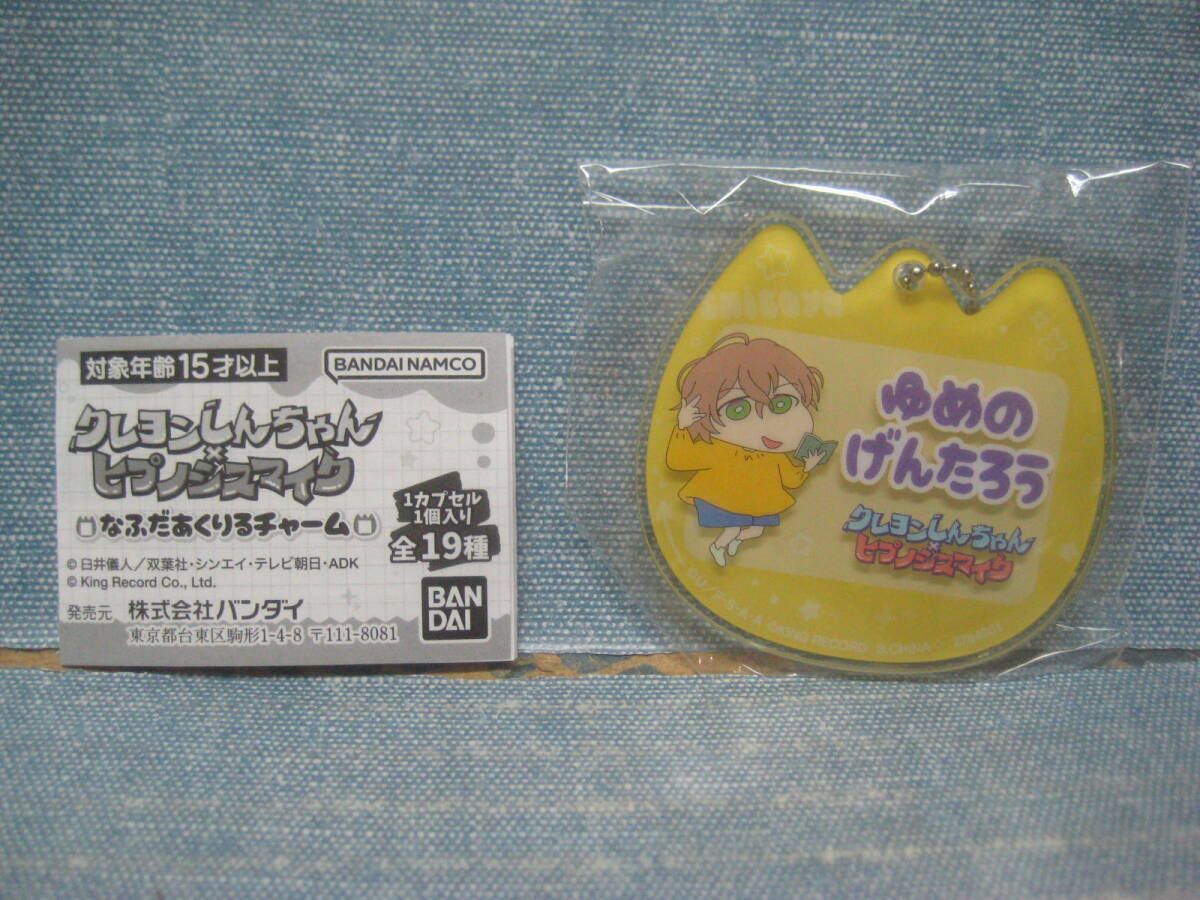 対象年齢15才以上
BANDAI NAMCO
クレヨンしんちゃん
×
ヒプノシスマイク
なふだあくりるチャーム
1カプセル
1個入り
全19種
©臼井儀人/双葉社・シンエイ・テレビ朝日・ADK
© King Record Co., Ltd.
発売元 株式会社バンダイ
東京都台東区駒形1-4-8 〒111-8081
BAN
DAI
ゆめの
げんたろう
クレヨンしんちゃん
×
ヒプノシスマイク
©U/F・S・A・A ©KING RECORD B,CHINA